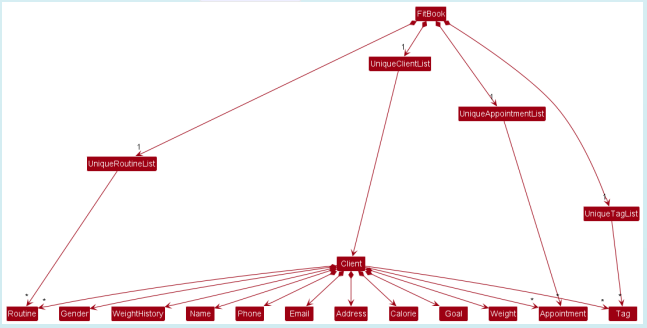 FitBook
1
UniqueClientList
1
UniqueAppointmentList
1
UniqueRoutineList
1
UniqueTagList
Client
* * * * * *
Routine Gender WeightHistory Name Phone Email Address Calorie Goal Weight Appointment Tag